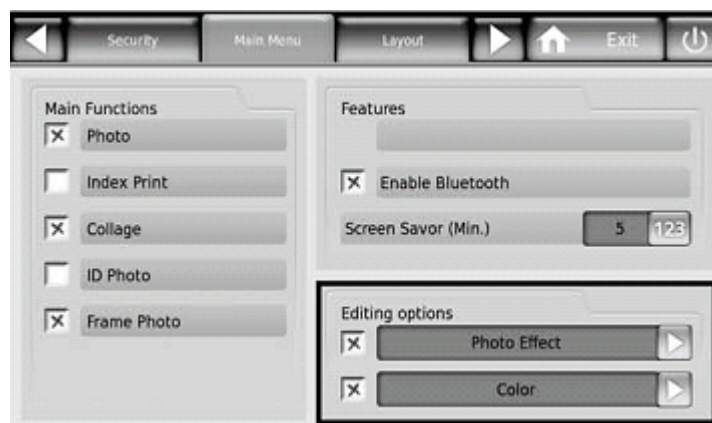 Security Main Menu Layout Exit
Main Functions
Photo
Index Print
Collage
ID Photo
Frame Photo
Features
Enable Bluetooth
Screen Savor (Min.) 5 123
Editing options
Photo Effect
Color